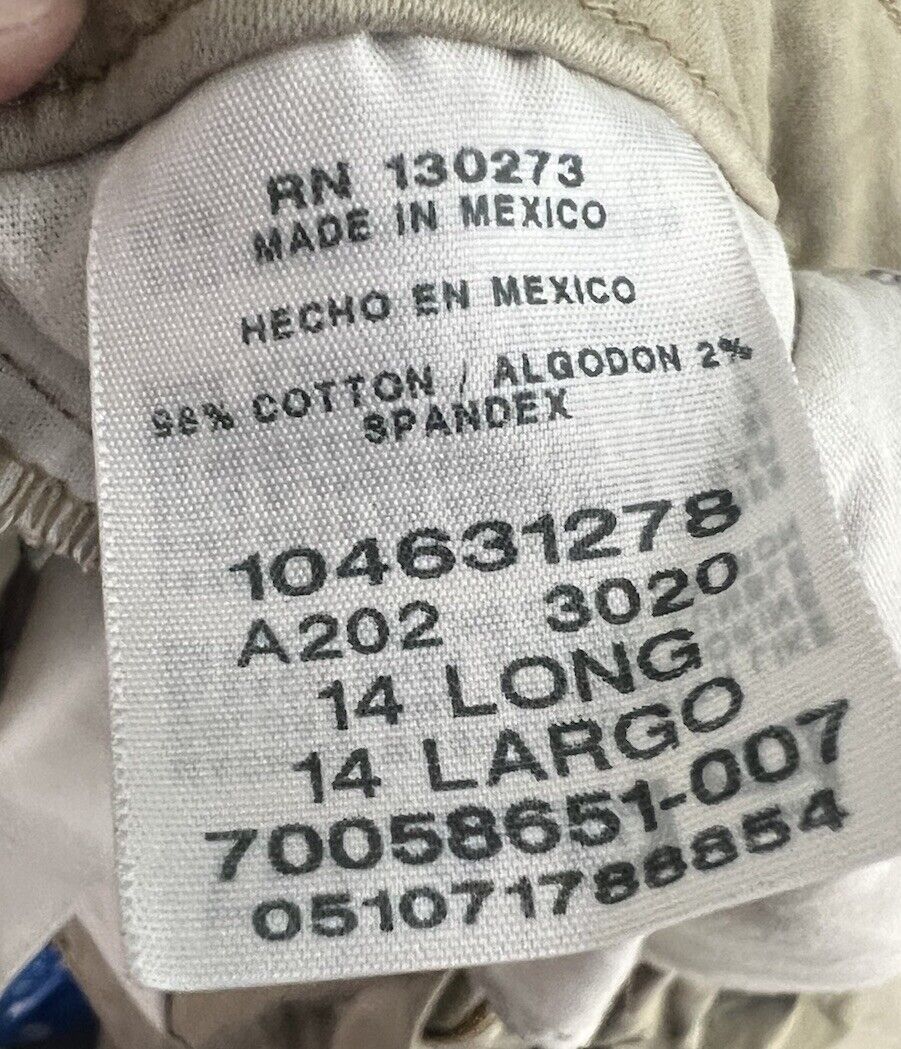 RN 130273
MADE IN MEXICO
HECHO EN MEXICO
98% COTTON / ALGODON 2%
SPANDEX
104631278
A202 3020
14 LONG
14 LARGO
70058651-007
051071788854